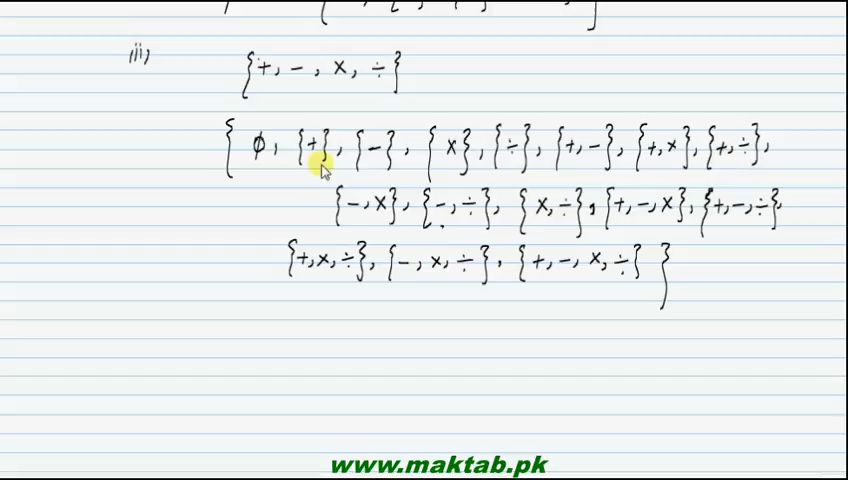 iii, {+, -, x, ÷}
{ φ, {+}, {-}, {x}, {÷}, {+,-}, {+,x}, {+,÷},
{-,x}, {-,÷}, {x,÷}, {+,-,x}, {+,-,÷},
{+,x,÷}, {-,x,÷}, {+,-,x,÷} }
www.maktab.pk